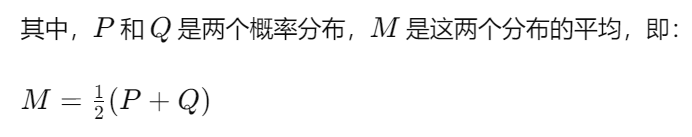 其中，P 和 Q 是两个概率分布，M 是这两个分布的平均，即：
M = \frac{1}{2}(P + Q)